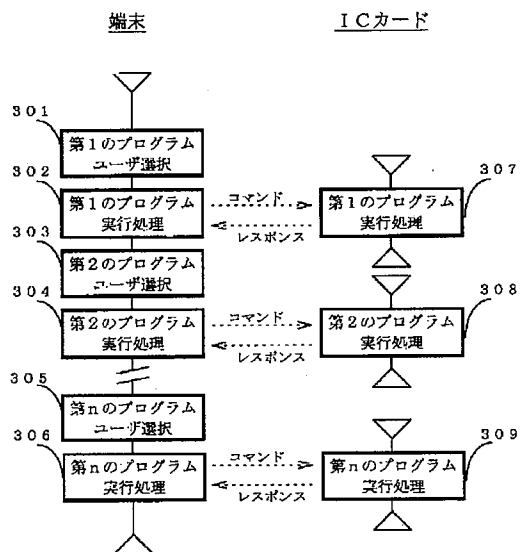 端末
ＩＣカード
３０１
第１のプログラム
ユーザ選択
３０２
第１のプログラム
実行処理
コマンド
レスポンス
第１のプログラム
実行処理
３０７
３０３
第２のプログラム
ユーザ選択
３０４
第２のプログラム
実行処理
コマンド
レスポンス
第２のプログラム
実行処理
３０８
３０５
第ｎのプログラム
ユーザ選択
３０６
第ｎのプログラム
実行処理
コマンド
レスポンス
第ｎのプログラム
実行処理
３０９